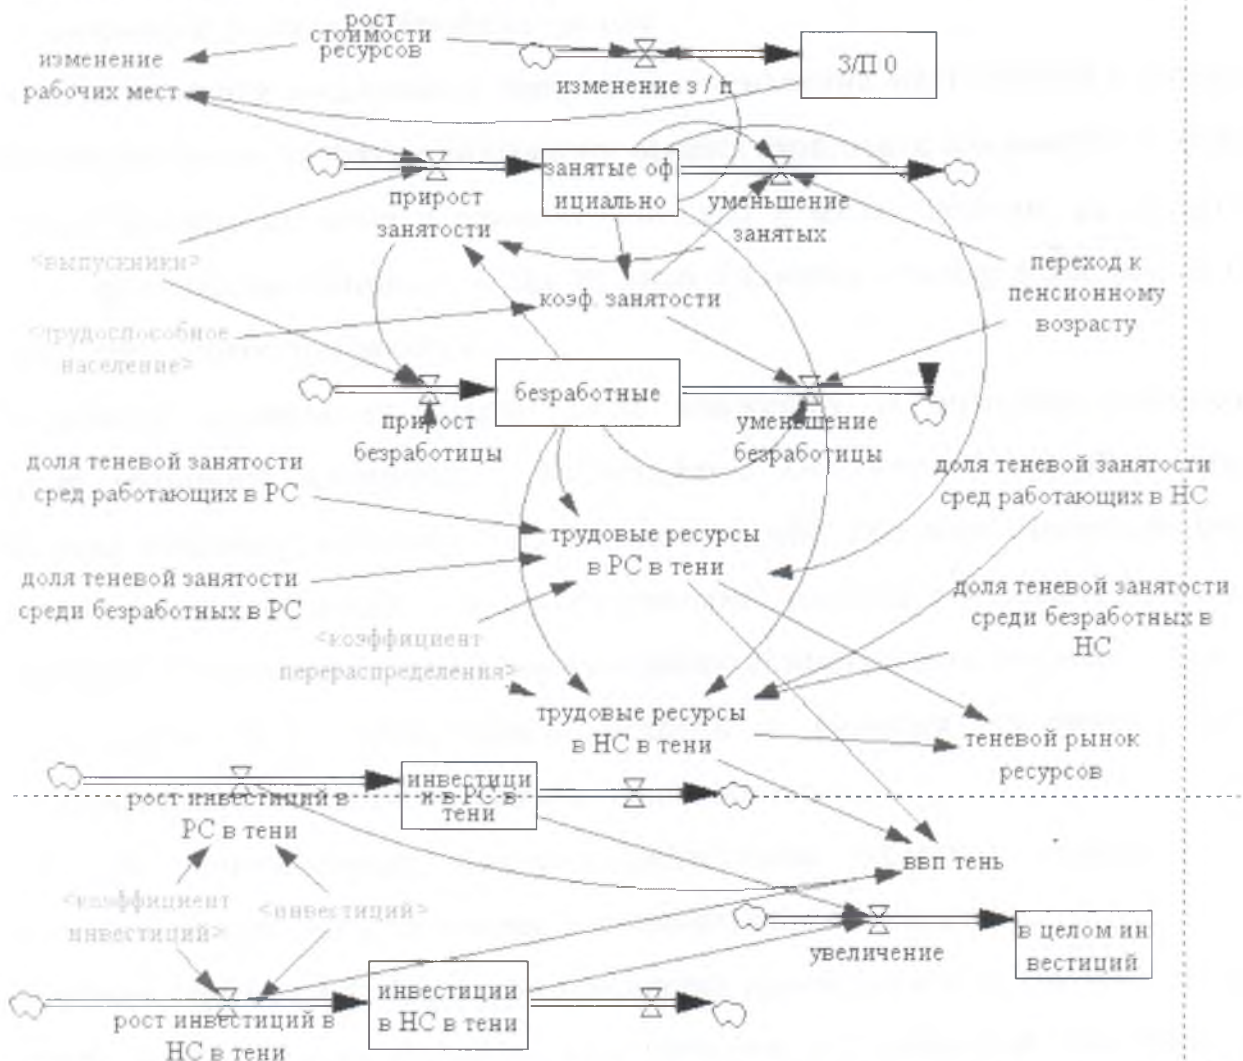 рост
стоимости
ресурсов
изменение
рабочих мест
изменение з / п
З/П 0
занятые оф
ициально
прирост
занятости
уменьшение
занятых
<выпускники>
коэф. занятости
переход к
пенсионному
возрасту
<трудоспособное
население>
безработные
прирост
безработицы
уменьшение
безработицы
доля теневой занятости
сред работающих в РС
доля теневой занятости
сред работающих в НС
трудовые ресурсы
в РС в тени
доля теневой занятости
среди безработных в РС
доля теневой занятости
среди безработных в
НС
<коэффициент
перераспределения>
трудовые ресурсы
в НС в тени
теневой рынок
ресурсов
рост инвестиций в
РС в тени
инвестици
и в РС в
тени
ввп тень
<коэффициент
инвестиций>
<инвестиций>
увеличение
в целом ин
вестиций
рост инвестиций в
НС в тени
инвестиции
в НС в тени